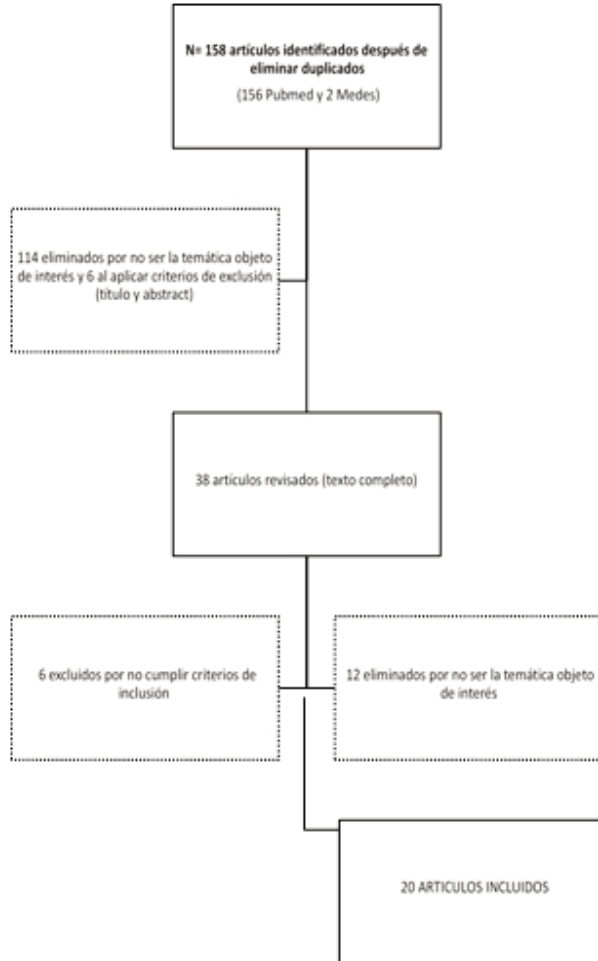 N= 158 artículos identificados después de
eliminar duplicados
(156 Pubmed y 2 Medes)
114 eliminados por no ser la temática objeto
de interés y 6 al aplicar criterios de exclusión
(titulo y abstract)
38 articulos revisados (texto completo)
6 excluidos por no cumplir criterios de
inclusión
12 eliminados por no ser la temática objeto
de interés
20 ARTICULOS INCLUIDOS